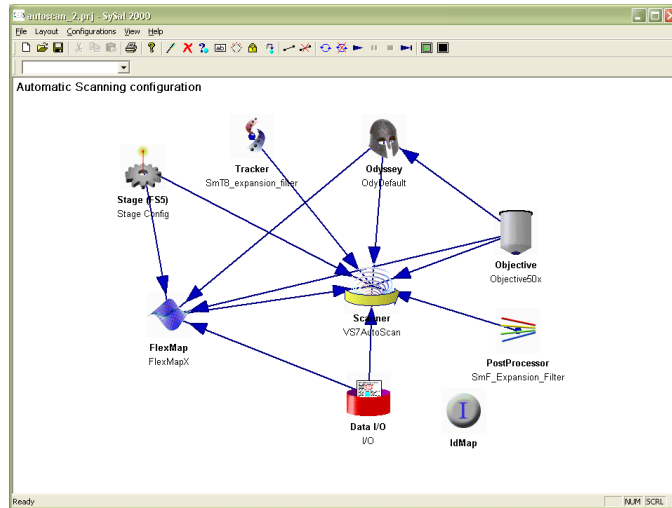 autoscan_2.prj - SySal 2000
File Layout Configurations View Help
Automatic Scanning configuration
Tracker
SmTB_expansion_filter
Odyssey
OdyDefault
Stage (FS5)
Stage Config
Objective
Objective50x
Scanner
VS7AutoScan
FlexMap
FlexMapX
PostProcessor
SmF_Expansion_Filter
Data I/O
I/O
I
IdMap
Ready
NUM SCRL